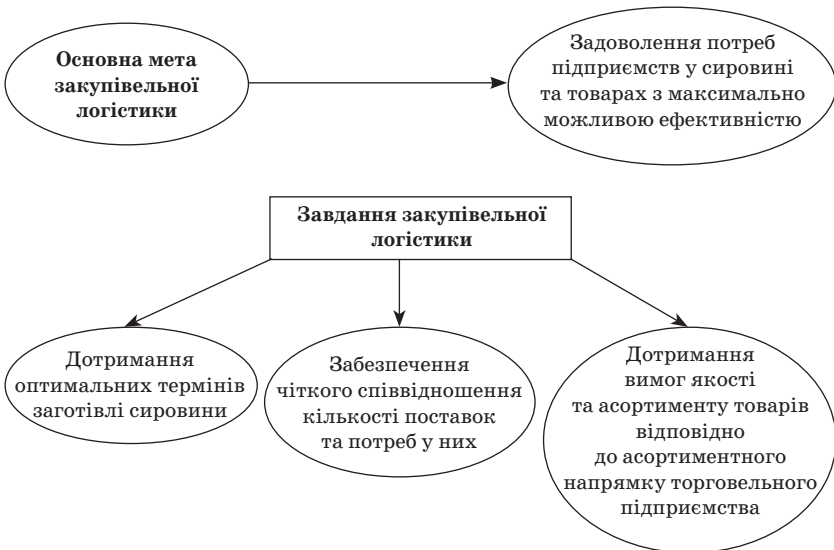 Основна мета
закупівельної
логістики
Задоволення потреб
підприємств у сировині
та товарах з максимально
можливою ефективністю
Завдання закупівельної
логістики
Дотримання
оптимальних термінів
заготівлі сировини
Забезпечення
чіткого співвідношення
кількості поставок
та потреб у них
Дотримання
вимог якості
та асортименту товарів
відповідно
до асортиментного
напрямку торговельного
підприємства